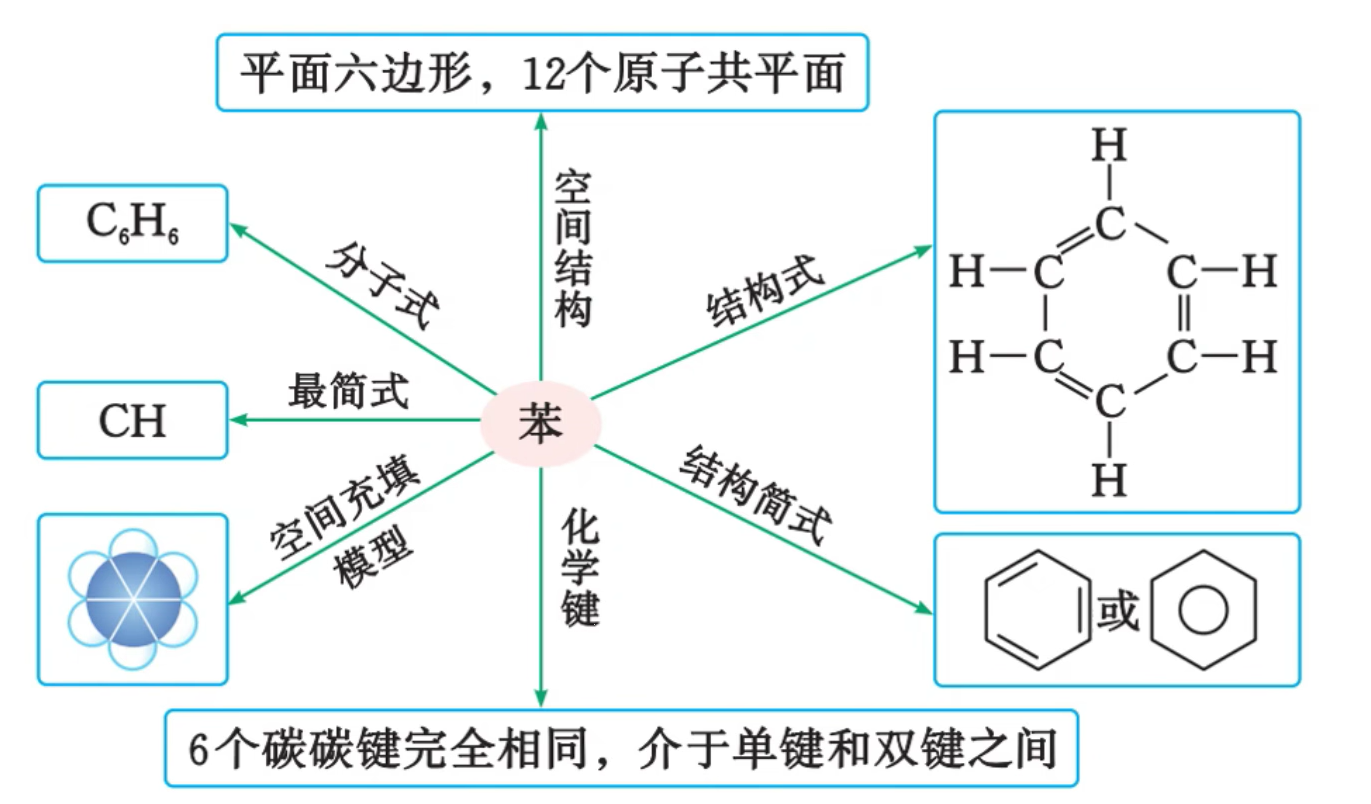 平面六边形，12个原子共平面
空间结构
C₆H₆
分子式
结构式
H
C
H—C C—H
H—C C—H
C
H
CH
最简式
苯
空间充填
模型
化学键
结构简式
或
6个碳碳键完全相同，介于单键和双键之间